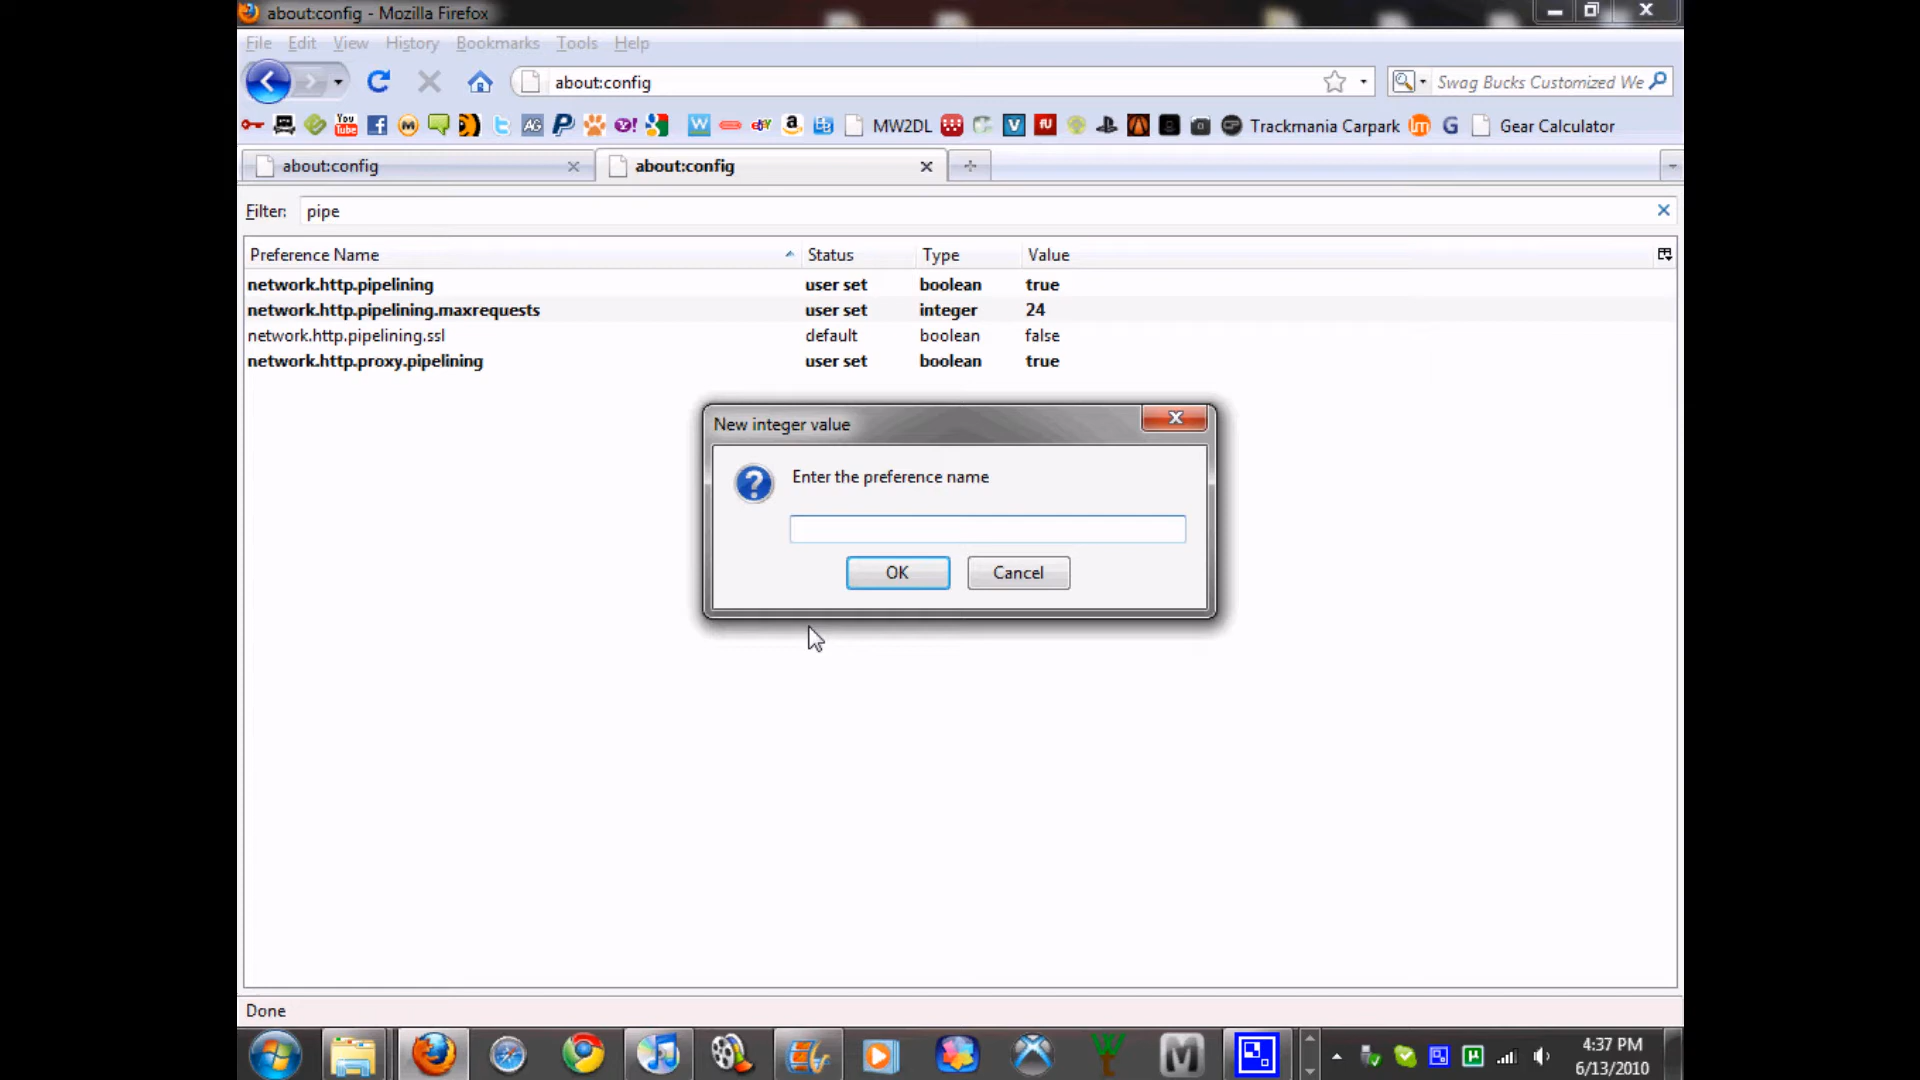 about:config - Mozilla Firefox
File Edit View History Bookmarks Tools Help
about:config
Swag Bucks Customized We
You Tube
MW2DL
Trackmania Carpark
Gear Calculator
about:config
about:config
Filter: pipe
Preference Name Status Type Value
network.http.pipelining user set boolean true
network.http.pipelining.maxrequests user set integer 24
network.http.pipelining.ssl default boolean false
network.http.proxy.pipelining user set boolean true
New integer value
Enter the preference name
OK Cancel
Done
4:37 PM
6/13/2010